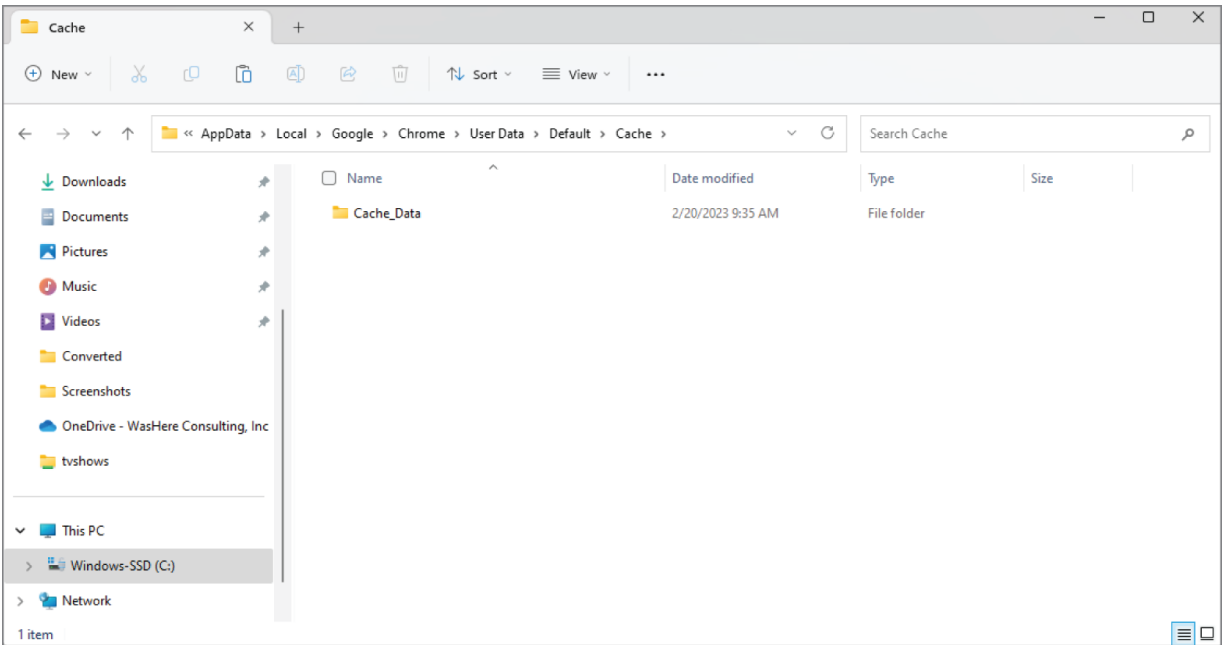 Cache
New
Sort
View
« AppData > Local > Google > Chrome > User Data > Default > Cache >
Search Cache
Downloads
Documents
Pictures
Music
Videos
Converted
Screenshots
OneDrive - WasHere Consulting, Inc
tvshows
This PC
Windows-SSD (C:)
Network
Name Date modified Type Size
Cache_Data 2/20/2023 9:35 AM File folder
1 item